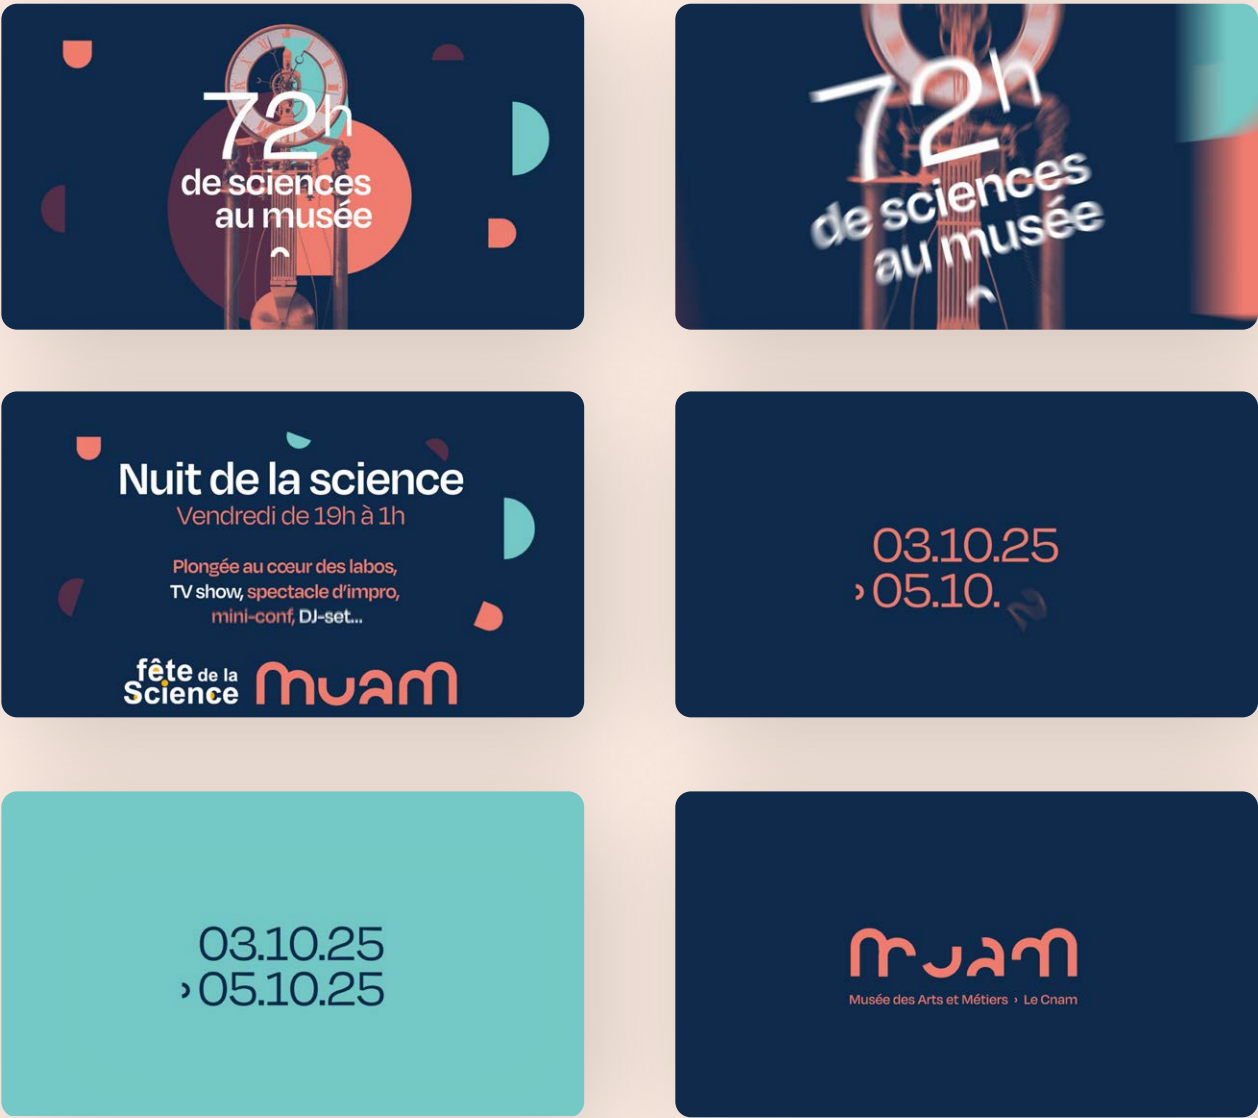 72h
de sciences
au musée
72h
de sciences
au musée
Nuit de la science
Vendredi de 19h à 1h
Plongée au cœur des labos,
TV show, spectacle d'impro,
mini-conf, DJ-set...
fête de la
Science
muam
03.10.25
› 05.10.2
03.10.25
› 05.10.25
muam
Musée des Arts et Métiers › Le Cnam